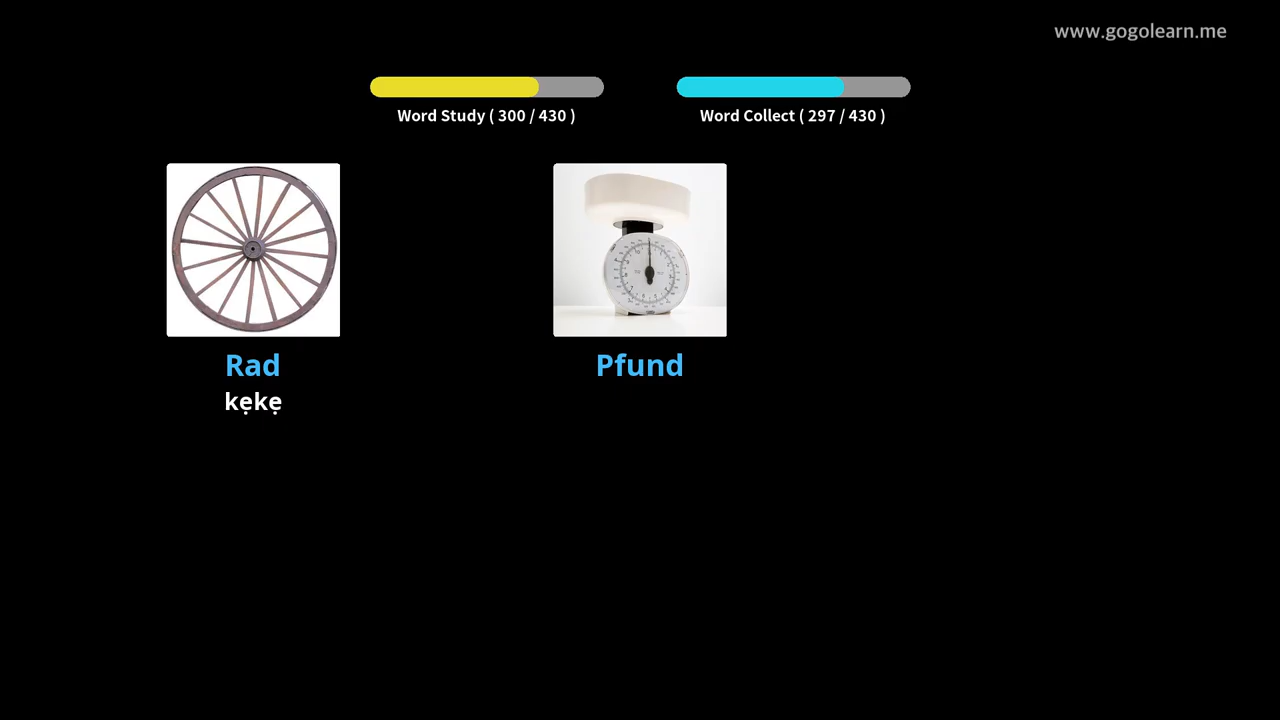 www.gogolearn.me
Word Study ( 300 / 430 )
Word Collect ( 297 / 430 )
Rad
kẹkẹ
Pfund